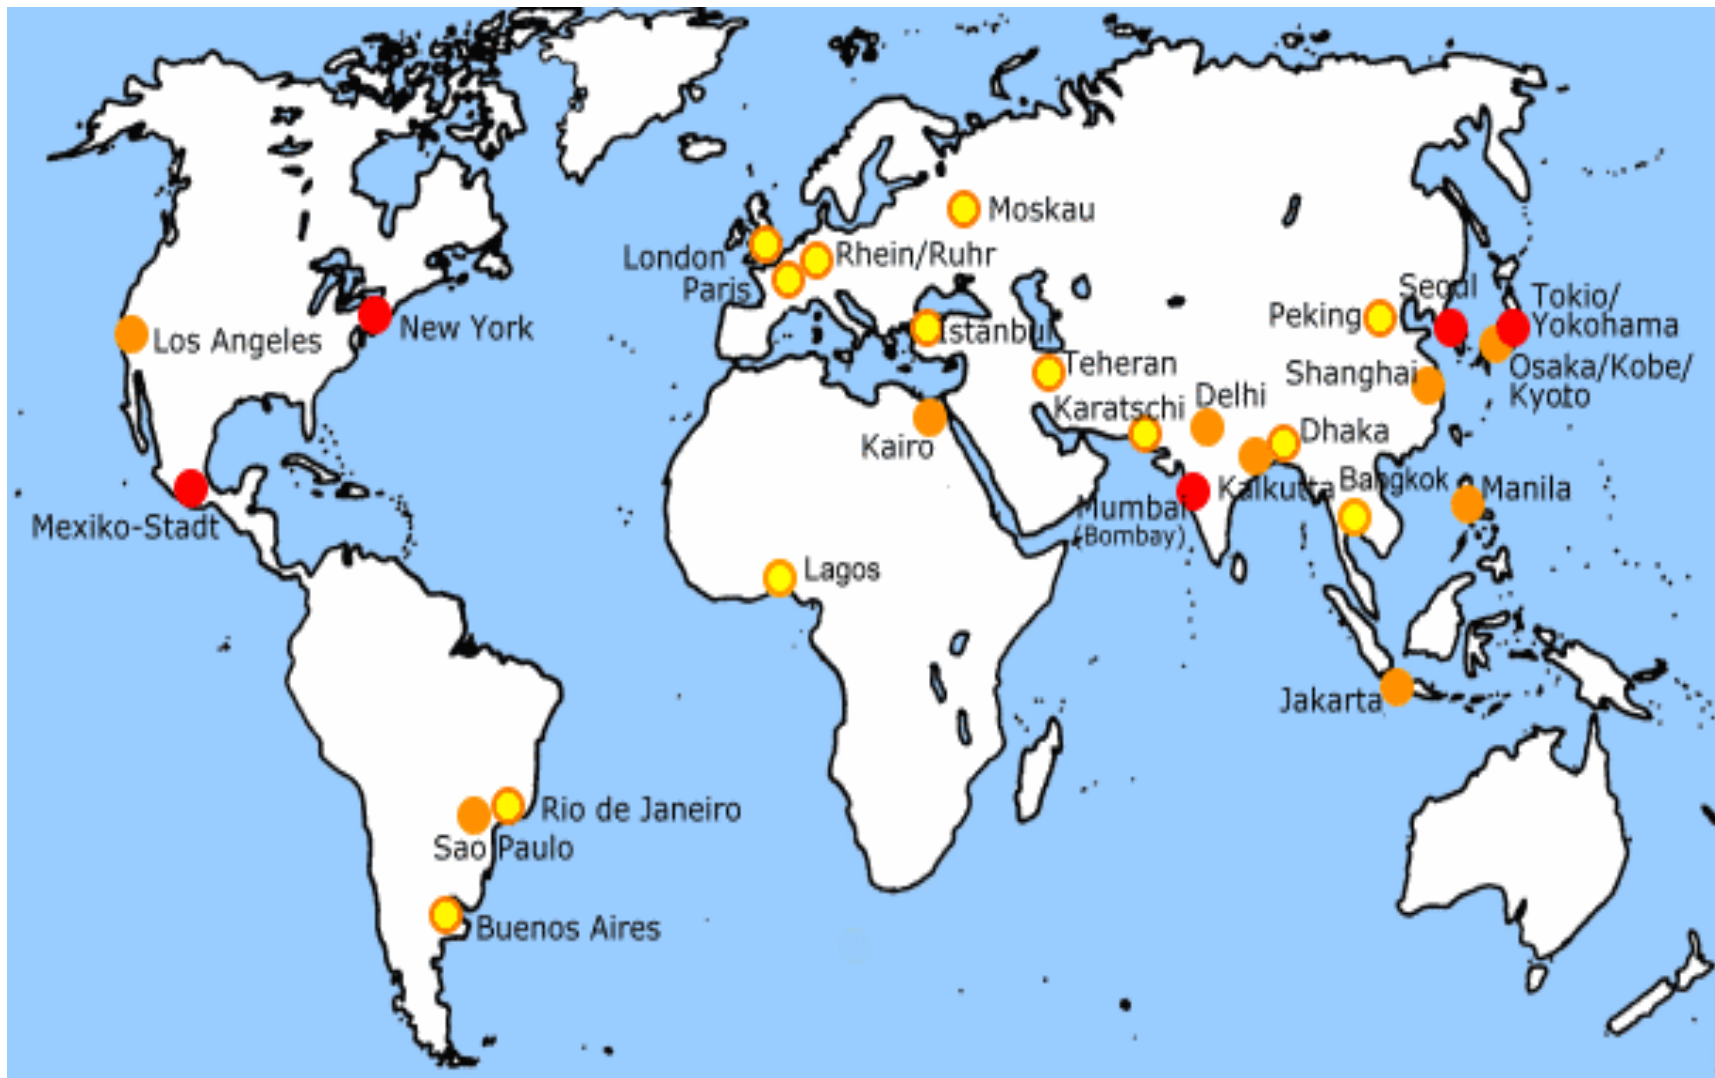 Moskau
London
Rhein/Ruhr
Paris
Seoul
Tokio/
Yokohama
Peking
New York
Los Angeles
Istanbul
Teheran
Shanghai
Osaka/Kobe/
Kyoto
Karatschi
Delhi
Kairo
Dhaka
Kalkutta
Bangkok
Manila
Mumbai
(Bombay)
Mexiko-Stadt
Lagos
Jakarta
Rio de Janeiro
Sao Paulo
Buenos Aires